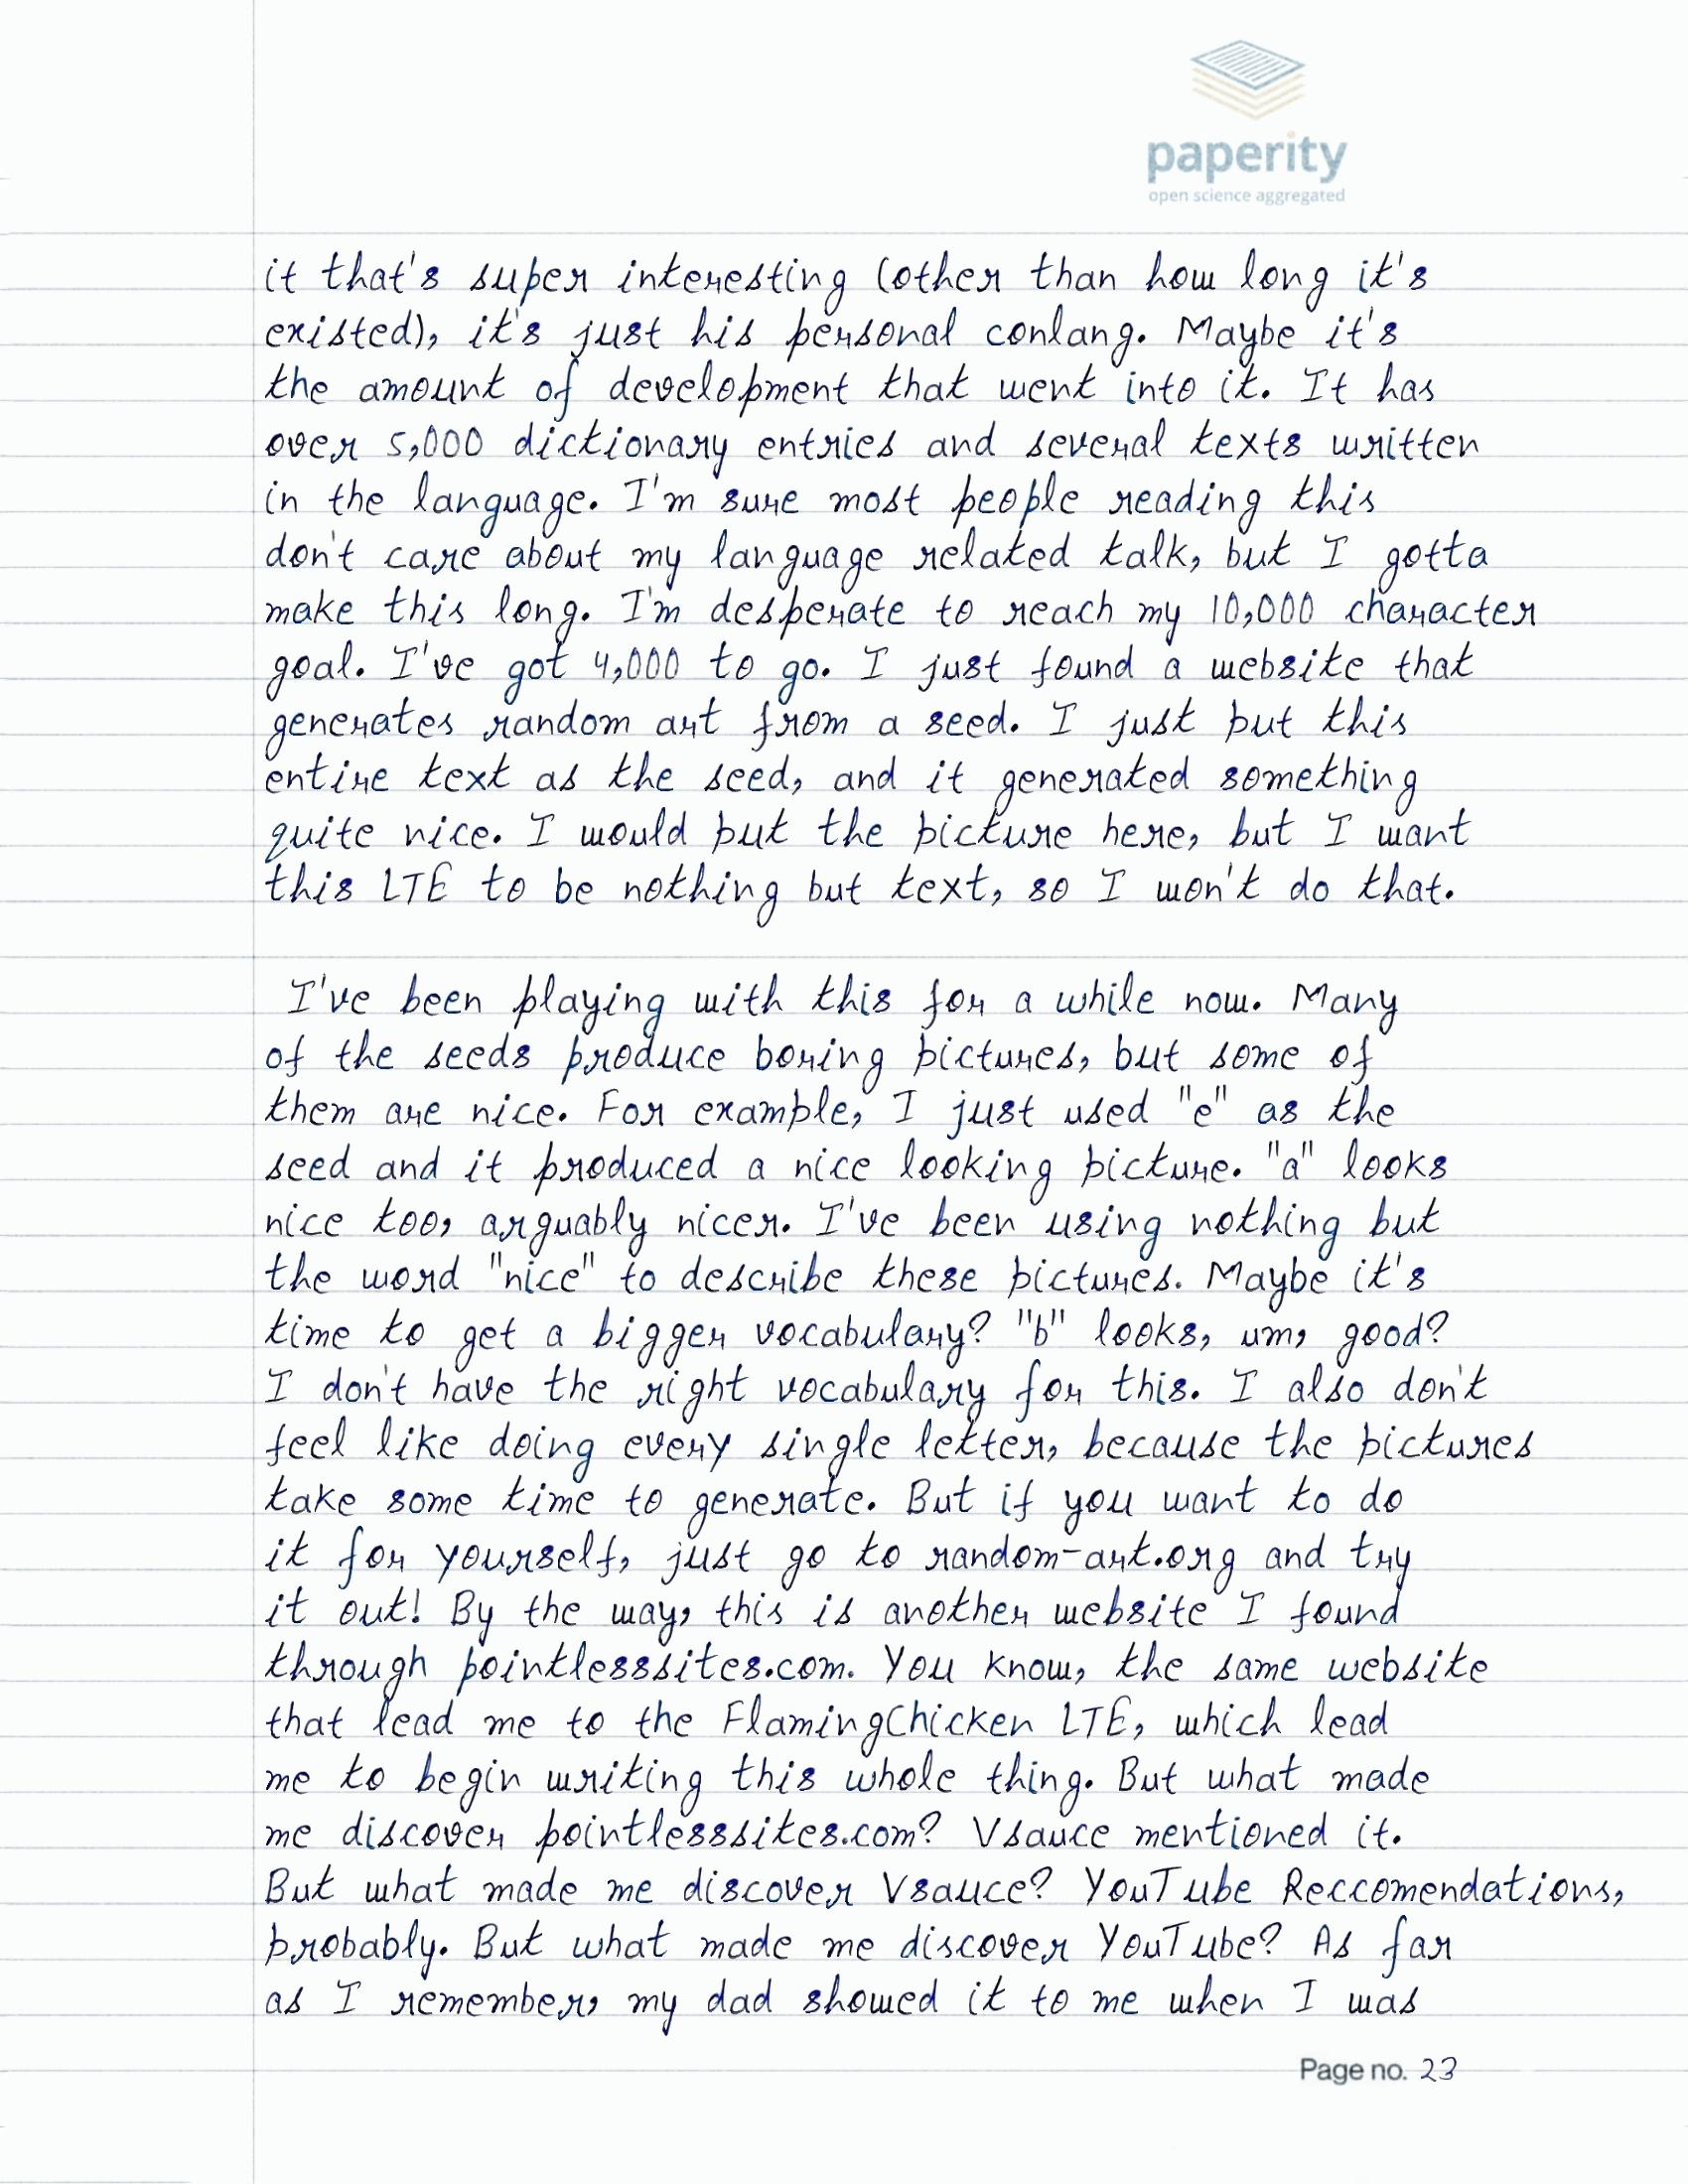 paperity
open science aggregated
it that's super interesting (other than how long it's
existed), it's just his personal conlang. Maybe it's
the amount of development that went into it. It has
over 5,000 dictionary entries and several texts written
in the language. I'm sure most people reading this
don't care about my language related talk, but I gotta
make this long. I'm desperate to reach my 10,000 character
goal. I've got 4,000 to go. I just found a website that
generates random art from a seed. I just put this
entire text as the seed, and it generated something
quite nice. I would put the picture here, but I want
this LTE to be nothing but text, so I won't do that.
I've been playing with this for a while now. Many
of the seeds produce boring pictures, but some of
them are nice. For example, I just used "e" as the
seed and it produced a nice looking picture. "a" looks
nice too, arguably nicer. I've been using nothing but
the word "nice" to describe these pictures. Maybe it's
time to get a bigger vocabulary? "b" looks, um, good?
I don't have the right vocabulary for this. I also don't
feel like doing every single letter, because the pictures
take some time to generate. But if you want to do
it for yourself, just go to random-art.org and try
it out! By the way, this is another website I found
through pointlesssites.com. You know, the same website
that lead me to the FlamingChicken LTE, which lead
me to begin writing this whole thing. But what made
me discover pointlesssites.com? Vsauce mentioned it.
But what made me discover Vsauce? YouTube Reccomendations,
probably. But what made me discover YouTube? As far
as I remember, my dad showed it to me when I was
Page no. 23